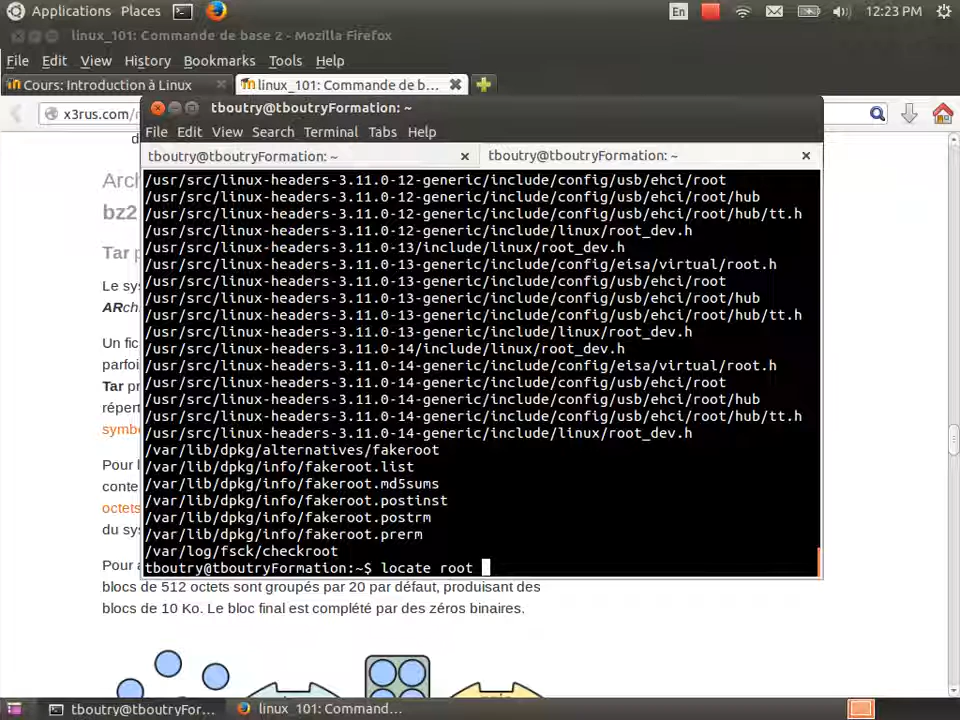 Applications Places En 12:23 PM
linux_101: Commande de base 2 - Mozilla Firefox
File Edit View History Bookmarks Tools Help
Cours: Introduction à Linux linux_101: Commande de b...
x3rus.com/
tboutry@tboutryFormation: ~
File Edit View Search Terminal Tabs Help
tboutry@tboutryFormation: ~ tboutry@tboutryFormation: ~
/usr/src/linux-headers-3.11.0-12-generic/include/config/usb/ehci/root
/usr/src/linux-headers-3.11.0-12-generic/include/config/usb/ehci/root/hub
/usr/src/linux-headers-3.11.0-12-generic/include/config/usb/ehci/root/hub/tt.h
/usr/src/linux-headers-3.11.0-12-generic/include/linux/root_dev.h
/usr/src/linux-headers-3.11.0-13/include/linux/root_dev.h
/usr/src/linux-headers-3.11.0-13-generic/include/config/eisa/virtual/root.h
/usr/src/linux-headers-3.11.0-13-generic/include/config/usb/ehci/root
/usr/src/linux-headers-3.11.0-13-generic/include/config/usb/ehci/root/hub
/usr/src/linux-headers-3.11.0-13-generic/include/config/usb/ehci/root/hub/tt.h
/usr/src/linux-headers-3.11.0-13-generic/include/linux/root_dev.h
/usr/src/linux-headers-3.11.0-14/include/linux/root_dev.h
/usr/src/linux-headers-3.11.0-14-generic/include/config/eisa/virtual/root.h
/usr/src/linux-headers-3.11.0-14-generic/include/config/usb/ehci/root
/usr/src/linux-headers-3.11.0-14-generic/include/config/usb/ehci/root/hub
/usr/src/linux-headers-3.11.0-14-generic/include/config/usb/ehci/root/hub/tt.h
/usr/src/linux-headers-3.11.0-14-generic/include/linux/root_dev.h
/var/lib/dpkg/alternatives/fakeroot
/var/lib/dpkg/info/fakeroot.list
/var/lib/dpkg/info/fakeroot.md5sums
/var/lib/dpkg/info/fakeroot.postinst
/var/lib/dpkg/info/fakeroot.postrm
/var/lib/dpkg/info/fakeroot.prerm
/var/log/fsck/checkroot
tboutry@tboutryFormation:~$ locate root
Arc
bz2
Tar p
Le sy
ARch
Un fic
parfoi
Tar p
répert
symbo
Pour l
conte
octets
du sys
Pour a
blocs de 512 octets sont groupés par 20 par défaut, produisant des
blocs de 10 Ko. Le bloc final est complété par des zéros binaires.
tboutry@tboutryFor... linux_101: Command...